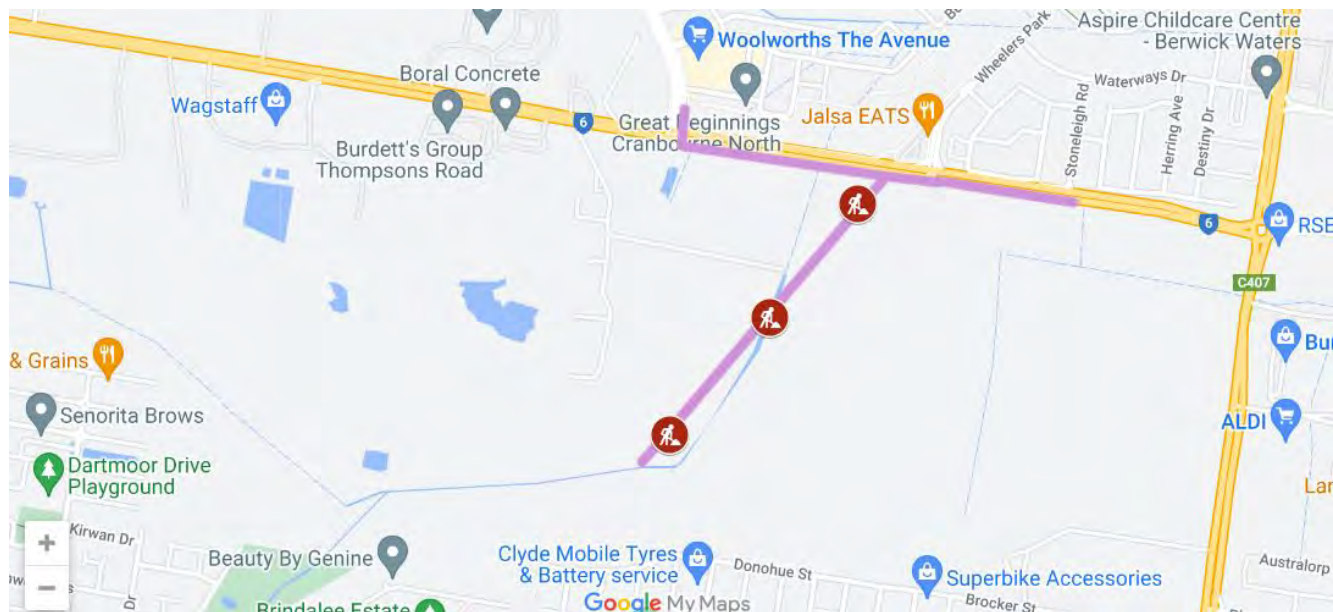 Aspire Childcare Centre
- Berwick Waters
Woolworths The Avenue
Wheelers Park
Boral Concrete
Waterways Dr
Wagstaff
Stoneleigh Rd
Herring Ave
Destiny Dr
6
Great Beginnings
Cranbourne North
Jalsa EATS
Burdett's Group
Thompsons Road
6
RSB
C407
& Grains
Bur
Senorita Brows
ALDI
Dartmoor Drive
Playground
Lar
+
Kirwan Dr
Beauty By Genine
Clyde Mobile Tyres
& Battery service
Donohue St
Superbike Accessories
Australorp
−
Dr
Brindalee Estate
Google My Maps
Brocker St